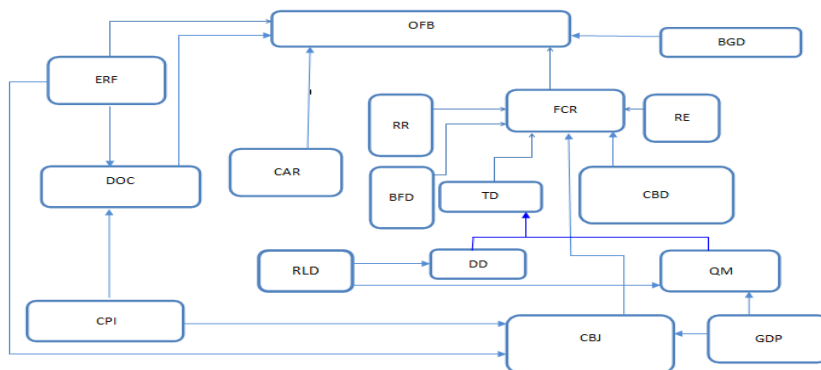 OFB
BGD
ERF
RR
FCR
RE
DOC
CAR
BFD
TD
CBD
RLD
DD
QM
CPI
CBJ
GDP